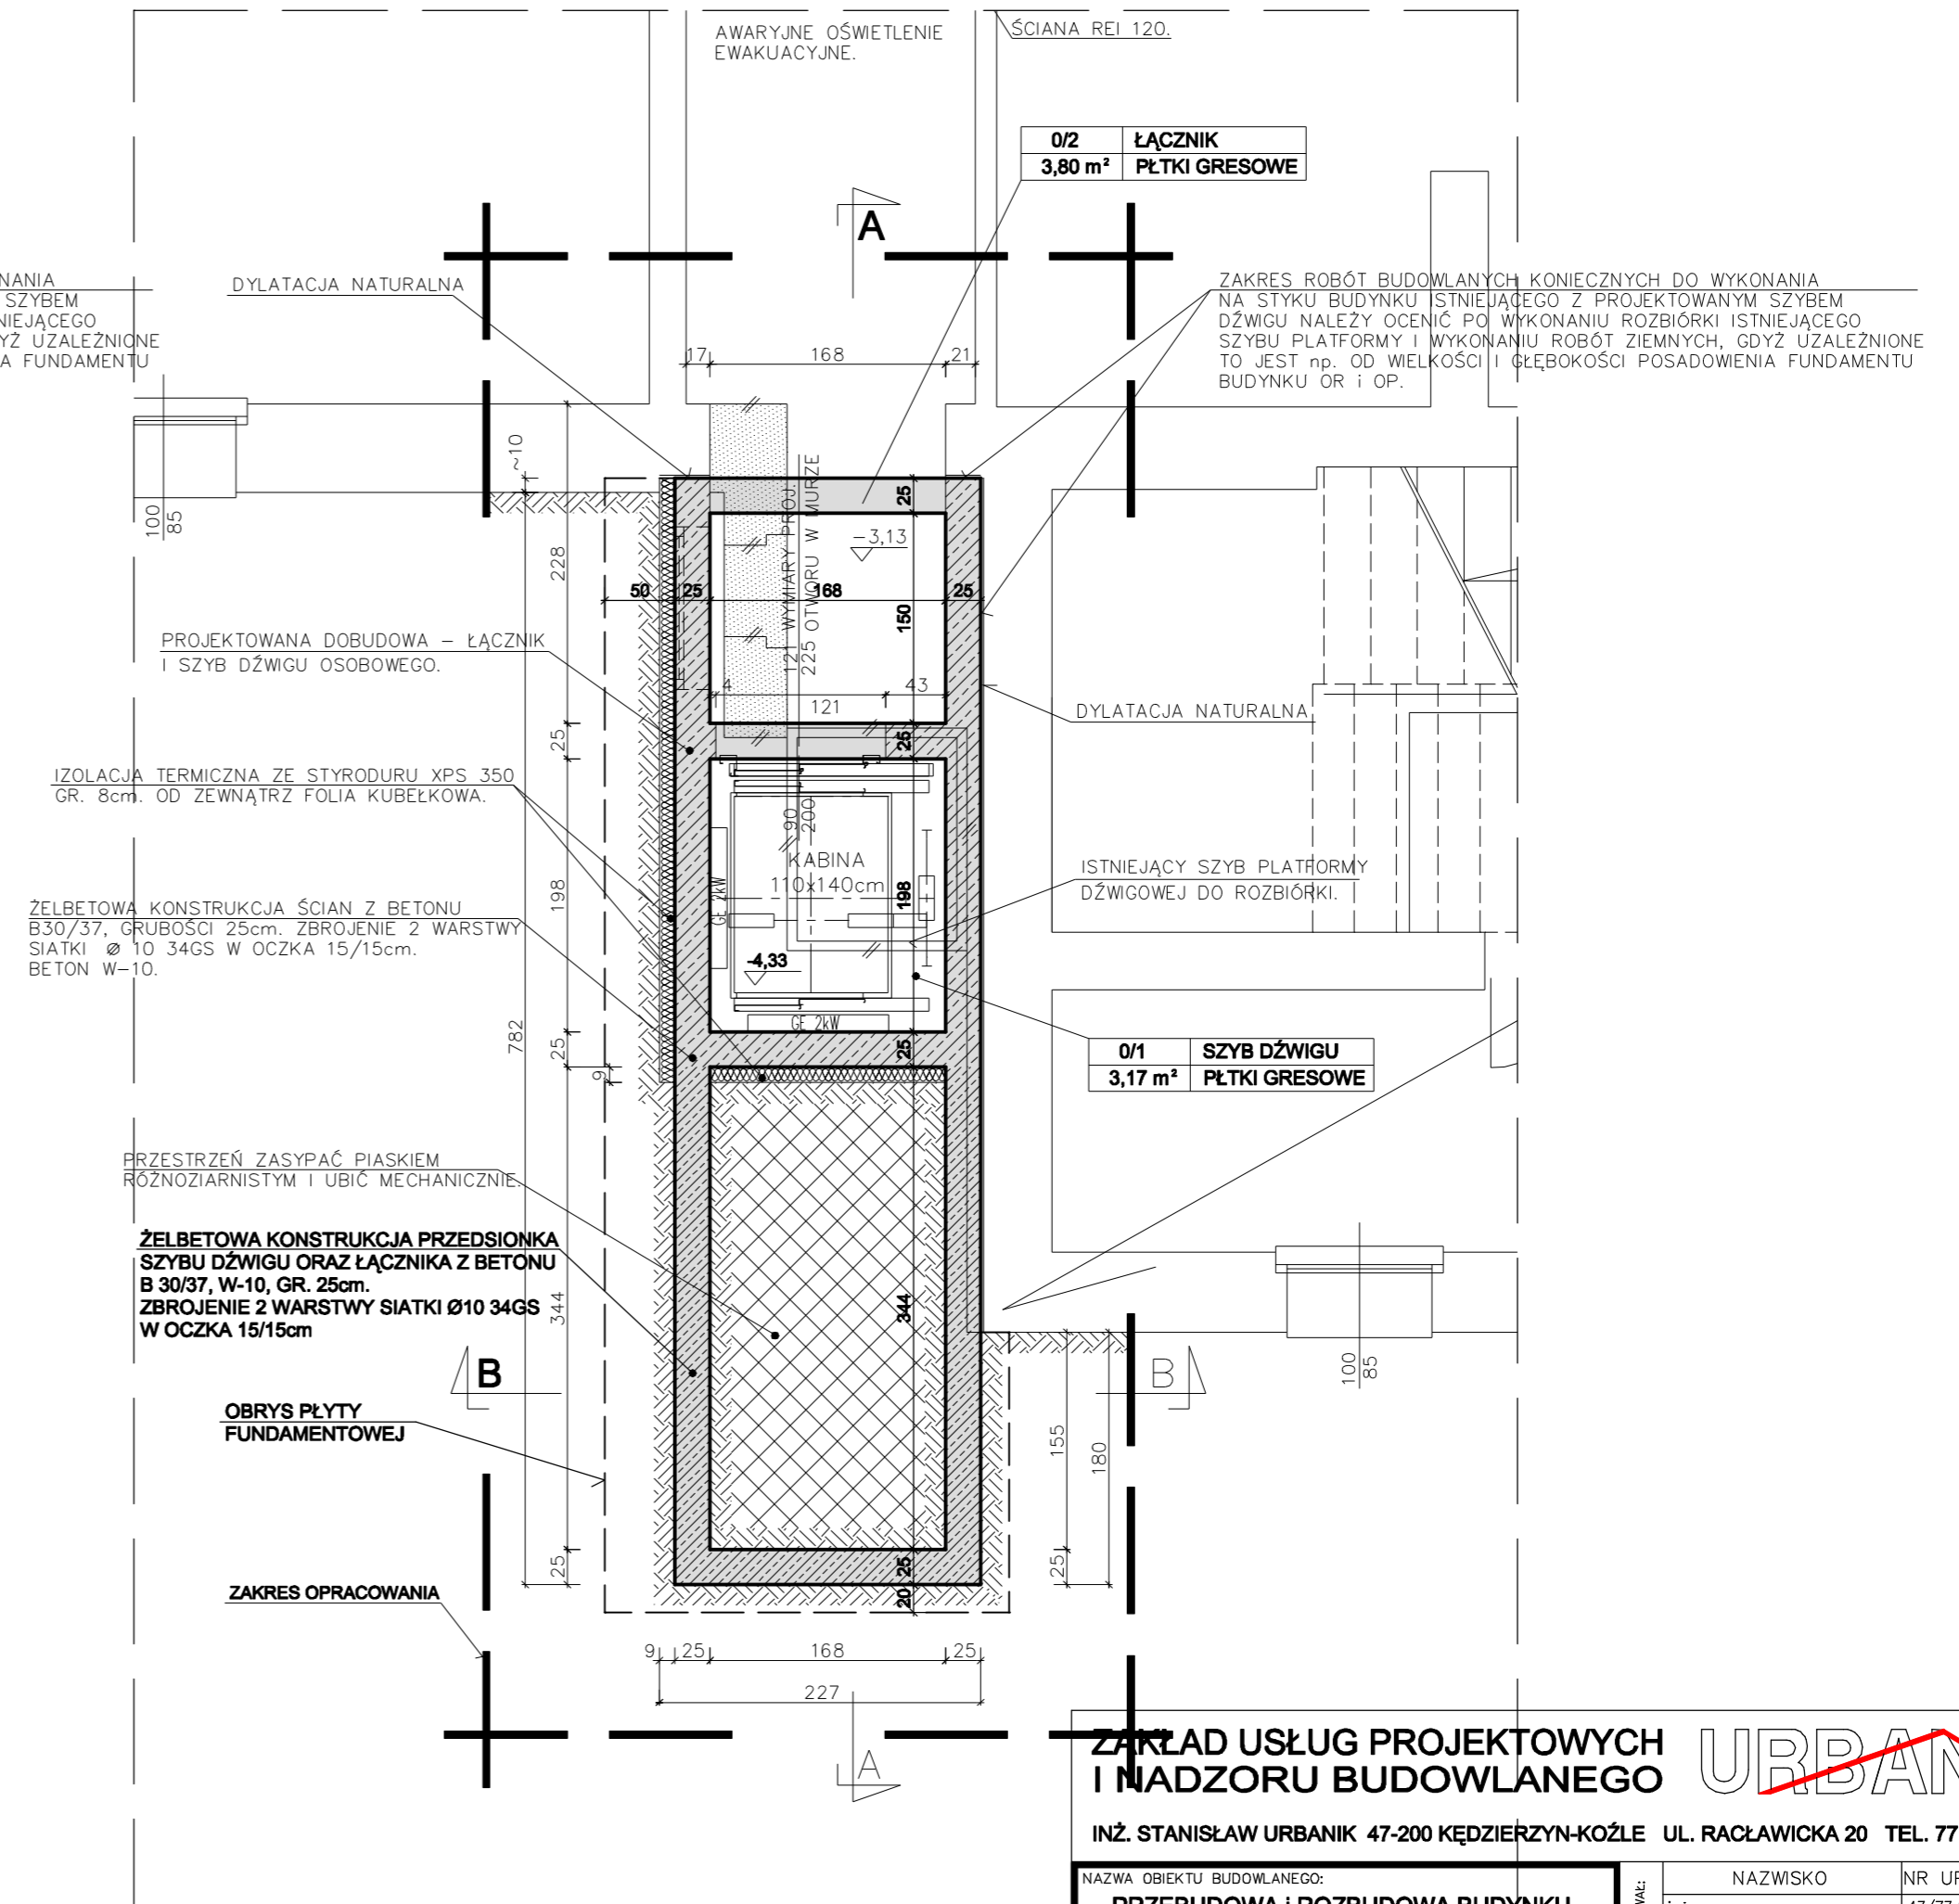 AWARYJNE OŚWIETLENIE
EWAKUACYJNE.
ŚCIANA REI 120.
0/2 ŁĄCZNIK
3,80 m² PŁTKI GRESOWE
A
NANIA
SZYBEM
NIEJĄCEGO
YŻ UZALEŻNIONE
A FUNDAMENTU
DYLATACJA NATURALNA
ZAKRES ROBÓT BUDOWLANYCH KONIECZNYCH DO WYKONANIA
NA STYKU BUDYNKU ISTNIEJĄCEGO Z PROJEKTOWANYM SZYBEM
DŹWIGU NALEŻY OCENIĆ PO WYKONANIU ROZBIÓRKI ISTNIEJĄCEGO
SZYBU PLATFORMY I WYKONANIU ROBÓT ZIEMNYCH, GDYŻ UZALEŻNIONE
TO JEST np. OD WIELKOŚCI I GŁĘBOKOŚCI POSADOWIENIA FUNDAMENTU
BUDYNKU OR i OP.
17 168 21
~10
100
85
228
25
-3,13
WYMIARY PROJ.
OTWORU W MURZE
121
225
50 25 168 25
150
PROJEKTOWANA DOBUDOWA – ŁĄCZNIK
I SZYB DŹWIGU OSOBOWEGO.
4 121 43
DYLATACJA NATURALNA
25
25
IZOLACJA TERMICZNA ZE STYRODURU XPS 350
GR. 8cm. OD ZEWNĄTRZ FOLIA KUBEŁKOWA.
90
200
KABINA
110x140cm
GE 2kW
198
198
ISTNIEJĄCY SZYB PLATFORMY
DŹWIGOWEJ DO ROZBIÓRKI.
ŻELBETOWA KONSTRUKCJA ŚCIAN Z BETONU
B30/37, GRUBOŚCI 25cm. ZBROJENIE 2 WARSTWY
SIATKI Ø 10 34GS W OCZKA 15/15cm.
BETON W-10.
-4,33
GE 2kW
782
25
9
25
0/1 SZYB DŹWIGU
3,17 m² PŁTKI GRESOWE
PRZESTRZEŃ ZASYPAĆ PIASKIEM
RÓŻNOZIARNISTYM I UBIĆ MECHANICZNIE.
ŻELBETOWA KONSTRUKCJA PRZEDSIONKA
SZYBU DŹWIGU ORAZ ŁĄCZNIKA Z BETONU
B 30/37, W-10, GR. 25cm.
ZBROJENIE 2 WARSTWY SIATKI Ø10 34GS
W OCZKA 15/15cm
344
344
100
85
B
B
OBRYS PŁYTY
FUNDAMENTOWEJ
155
180
25
25
25
20
ZAKRES OPRACOWANIA
9 25 168 25
227
A
ZAKŁAD USŁUG PROJEKTOWYCH
I NADZORU BUDOWLANEGO
URBAN
INŻ. STANISŁAW URBANIK 47-200 KĘDZIERZYN-KOŹLE UL. RACŁAWICKA 20 TEL. 77
NAZWA OBIEKTU BUDOWLANEGO:
PRZEBUDOWA i ROZBUDOWA BUDYNKU
NAZWISKO
NR UP